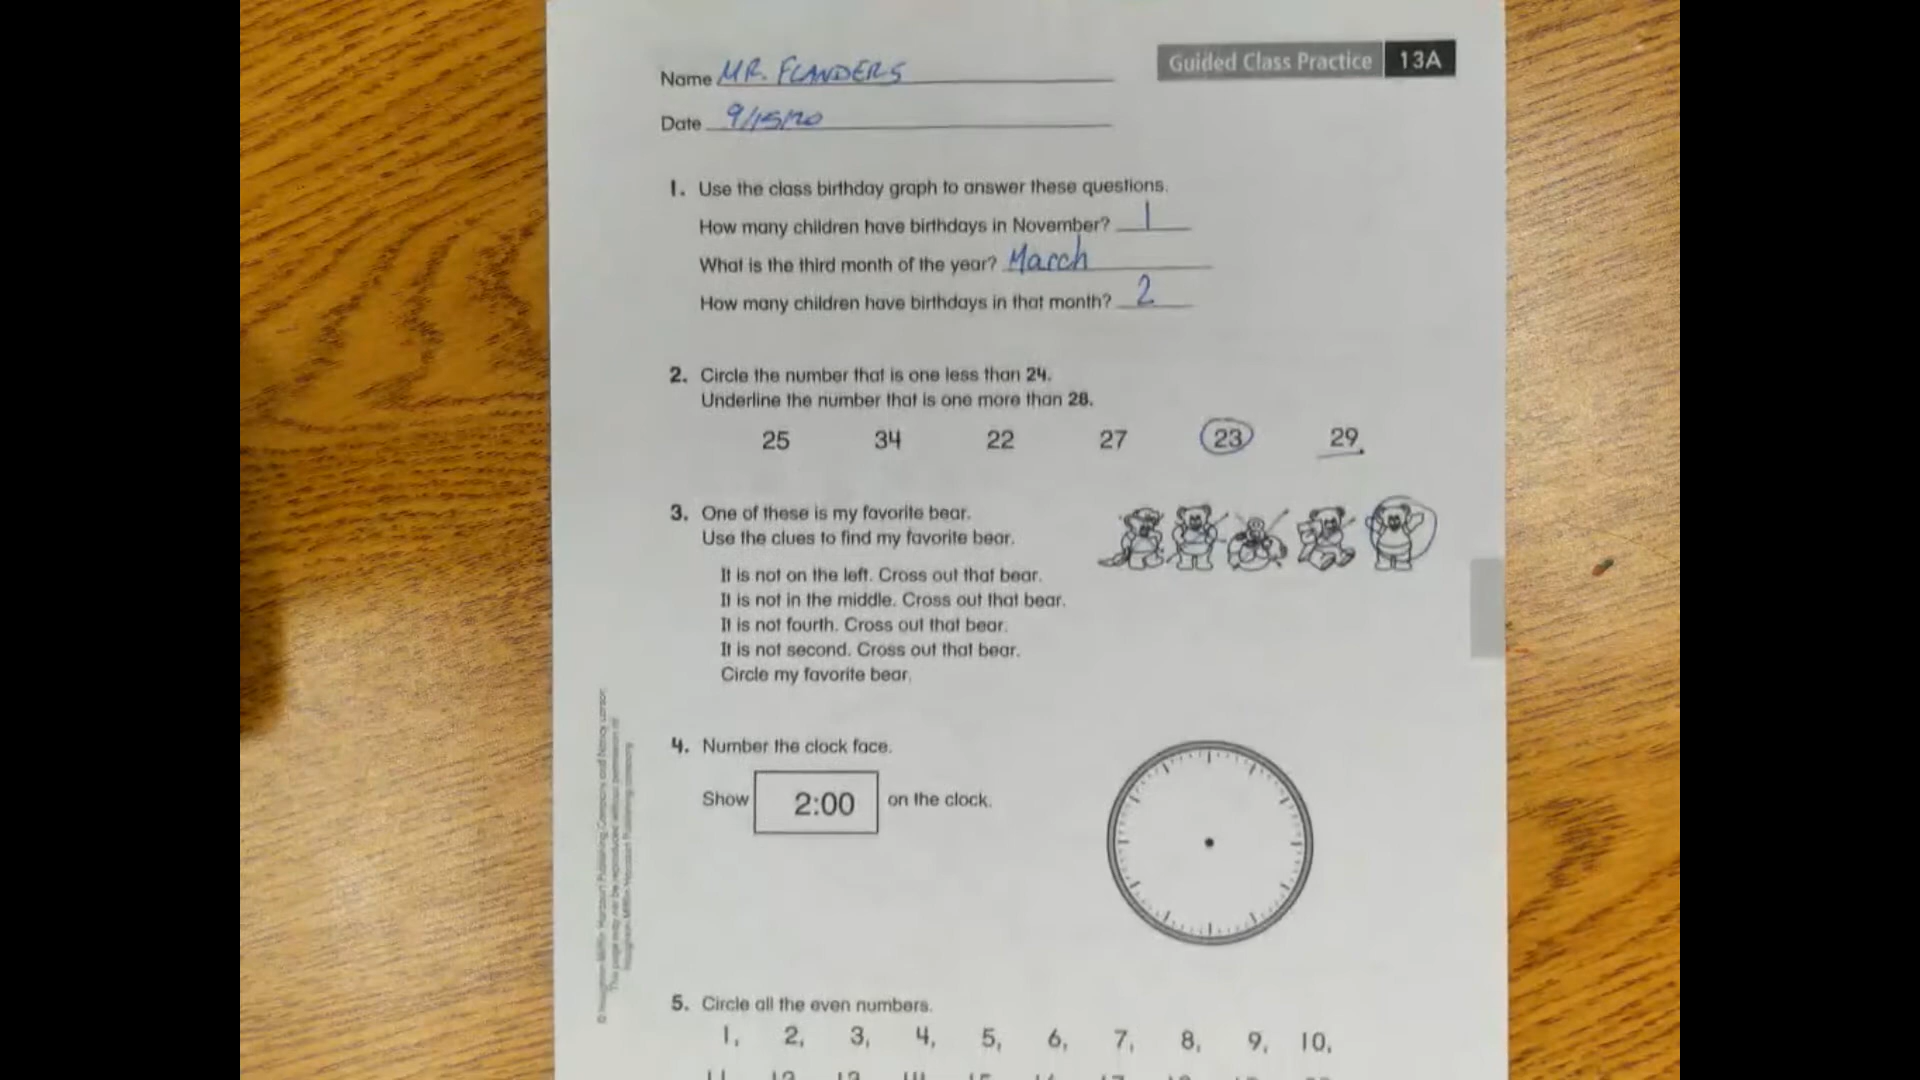 Guided Class Practice 13A
Name MR. FLANDERS
Date 9/15/20
1. Use the class birthday graph to answer these questions.
How many children have birthdays in November? 1
What is the third month of the year? March
How many children have birthdays in that month? 2
2. Circle the number that is one less than 24.
Underline the number that is one more than 28.
25 34 22 27 23 29
3. One of these is my favorite bear.
Use the clues to find my favorite bear.
It is not on the left. Cross out that bear.
It is not in the middle. Cross out that bear.
It is not fourth. Cross out that bear.
It is not second. Cross out that bear.
Circle my favorite bear.
4. Number the clock face.
Show 2:00 on the clock.
5. Circle all the even numbers.
1, 2, 3, 4, 5, 6, 7, 8, 9, 10,